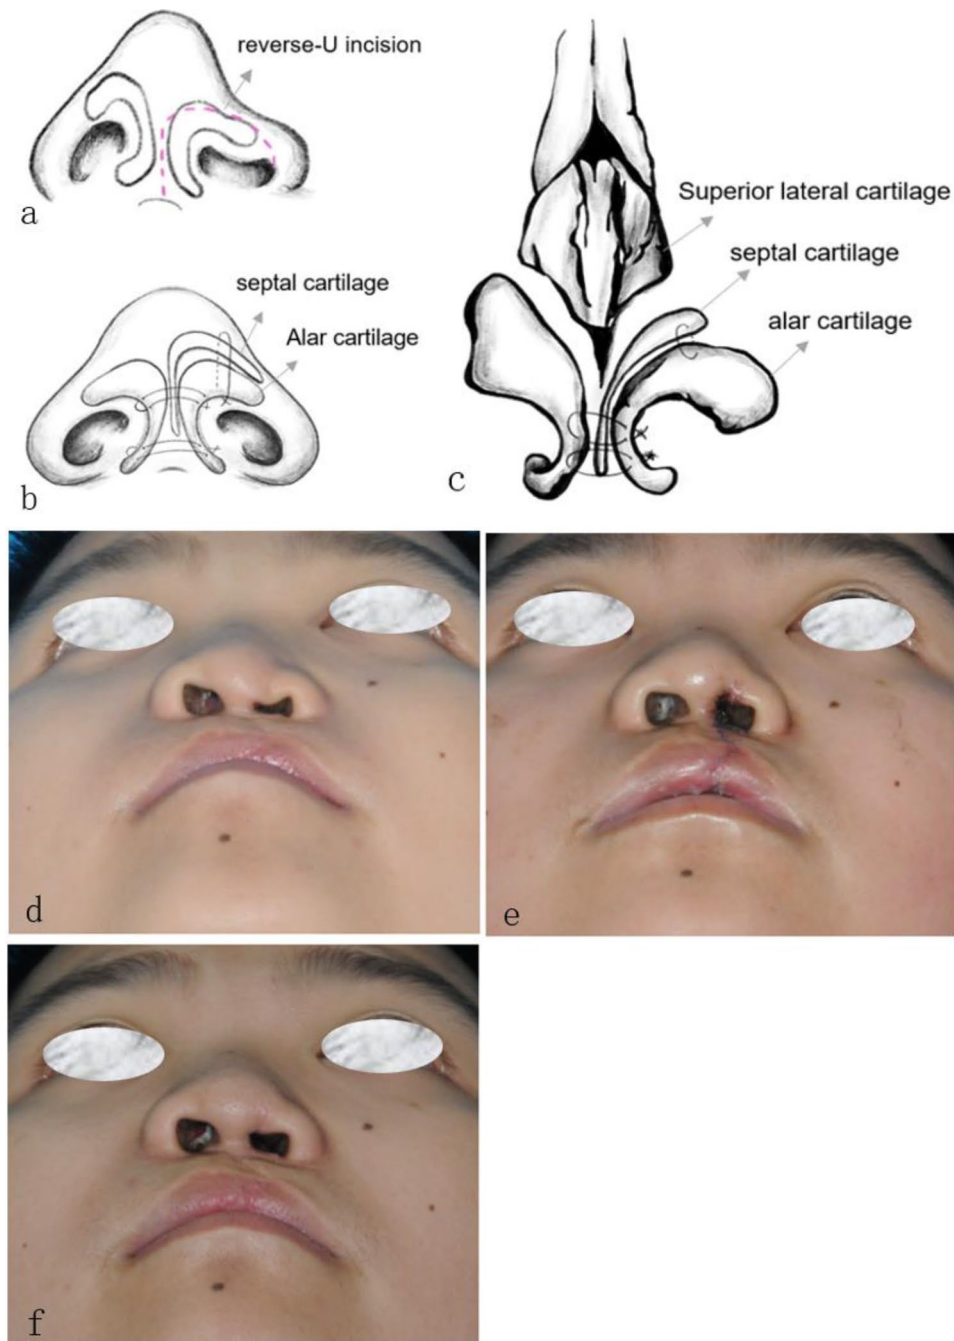 reverse-U incision
a
septal cartilage
Alar cartilage
b
Superior lateral cartilage
septal cartilage
alar cartilage
c
d
e
f